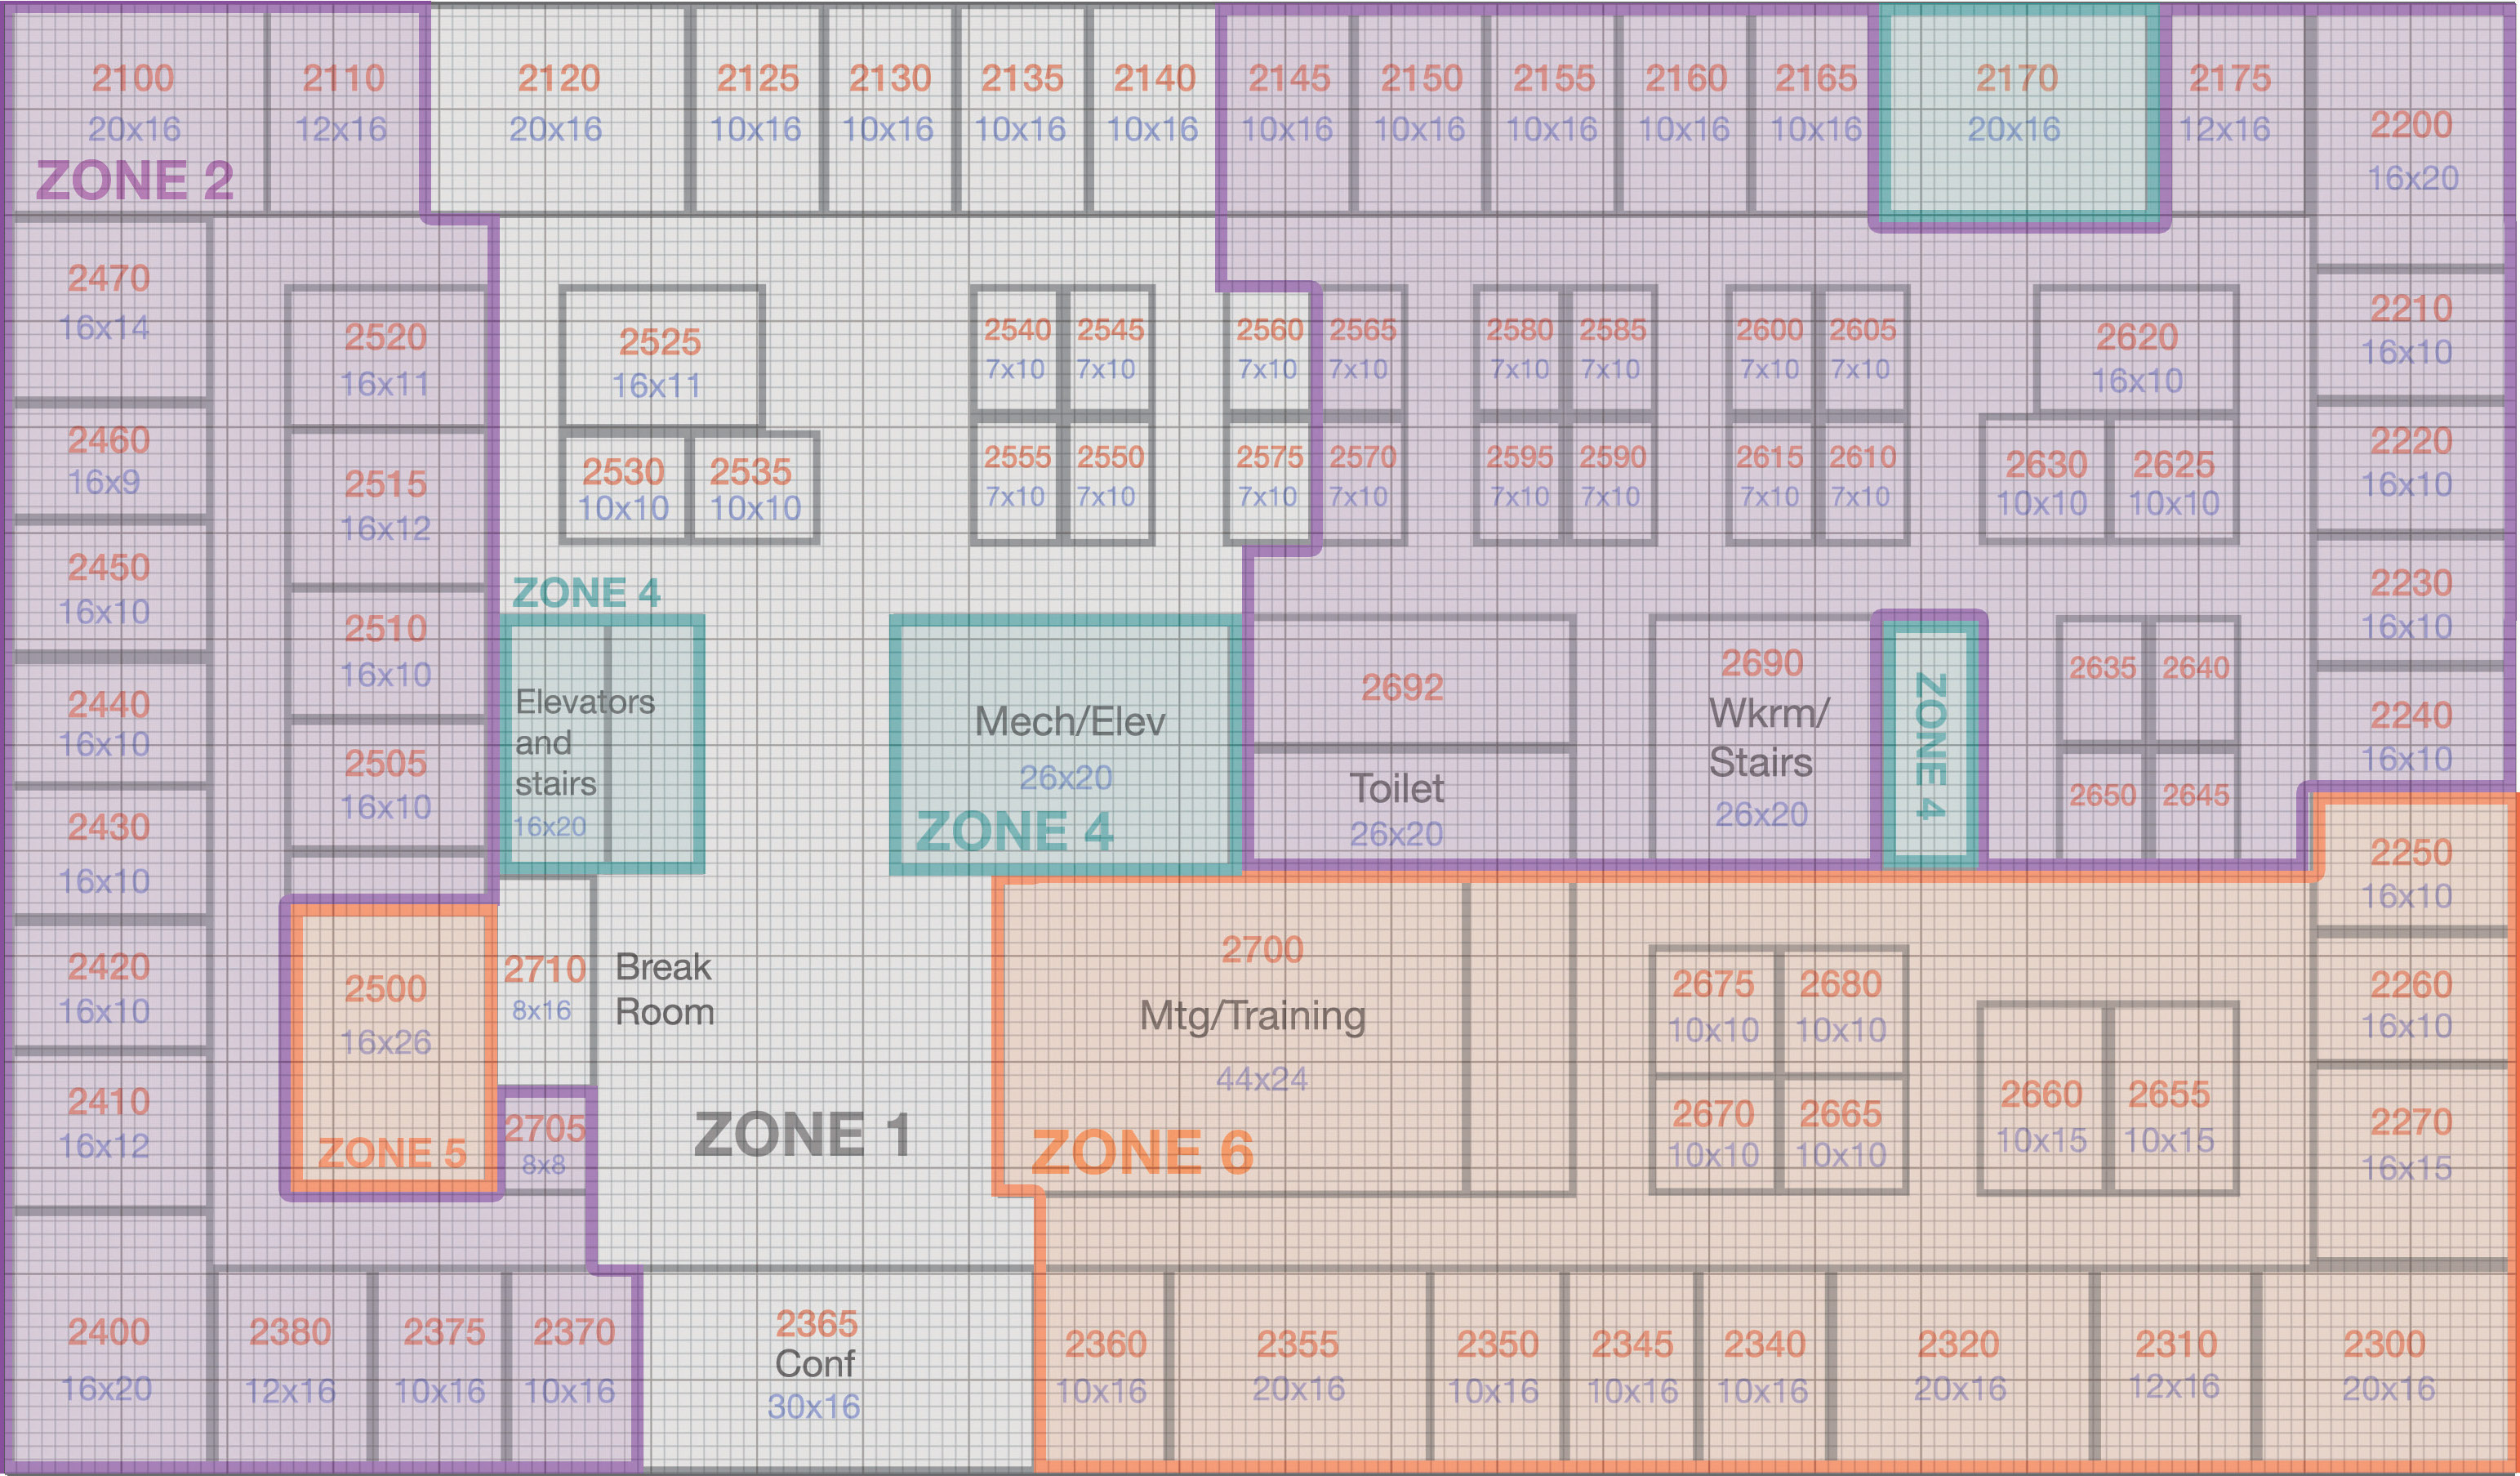 2100
20x16
ZONE 2
2110
12x16
2120
20x16
2125
10x16
2130
10x16
2135
10x16
2140
10x16
2145
10x16
2150
10x16
2155
10x16
2160
10x16
2165
10x16
2170
20x16
2175
12x16
2200
16x20
2470
16x14
2520
16x11
2525
16x11
2540
7x10
2545
7x10
2560
7x10
2565
7x10
2580
7x10
2585
7x10
2600
7x10
2605
7x10
2620
16x10
2210
16x10
2460
16x9
2515
16x12
2530
10x10
2535
10x10
2555
7x10
2550
7x10
2575
7x10
2570
7x10
2595
7x10
2590
7x10
2615
7x10
2610
7x10
2630
10x10
2625
10x10
2220
16x10
2450
16x10
2510
16x10
ZONE 4
2230
16x10
2440
16x10
2505
16x10
Elevators
and
stairs
16x20
Mech/Elev
26x20
ZONE 4
2692
Toilet
26x20
2690
Wkrm/
Stairs
26x20
ZONE 4
2635
2640
2650
2645
2240
16x10
2430
16x10
2250
16x10
2420
16x10
2500
16x26
ZONE 5
2710
8x16
Break
Room
2700
Mtg/Training
44x24
2675
10x10
2680
10x10
2260
16x10
2410
16x12
2705
8x8
ZONE 1
ZONE 6
2670
10x10
2665
10x10
2660
10x15
2655
10x15
2270
16x15
2400
16x20
2380
12x16
2375
10x16
2370
10x16
2365
Conf
30x16
2360
10x16
2355
20x16
2350
10x16
2345
10x16
2340
10x16
2320
20x16
2310
12x16
2300
20x16